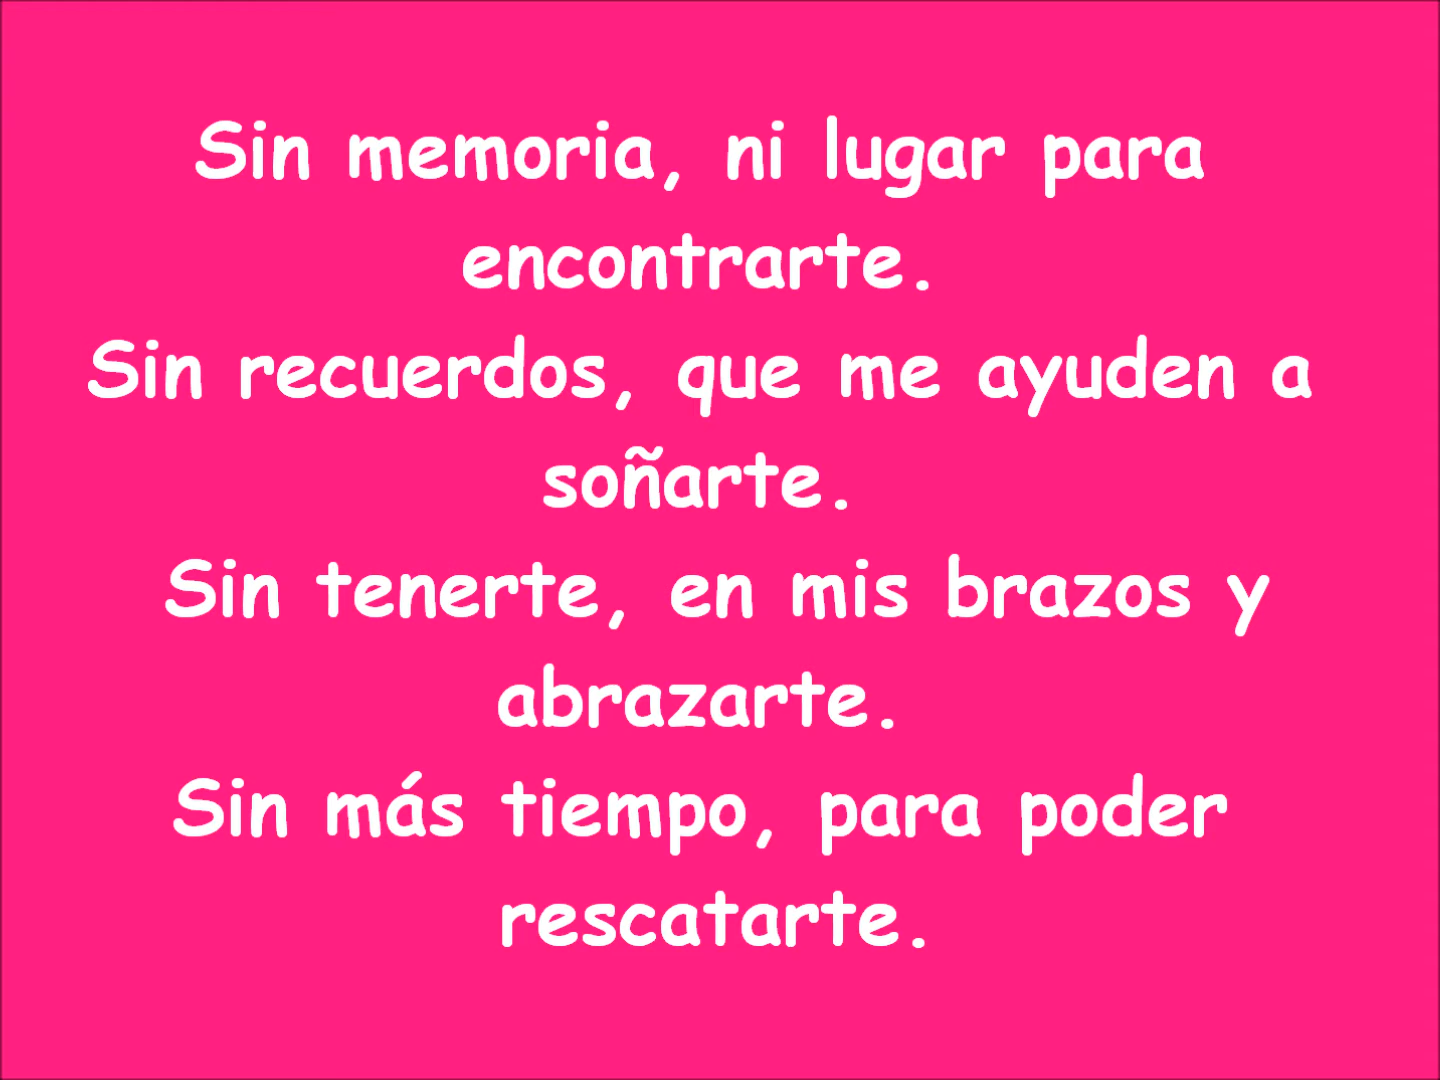 Sin memoria, ni lugar para
encontrarte.
Sin recuerdos, que me ayuden a
soñarte.
Sin tenerte, en mis brazos y
abrazarte.
Sin más tiempo, para poder
rescatarte.